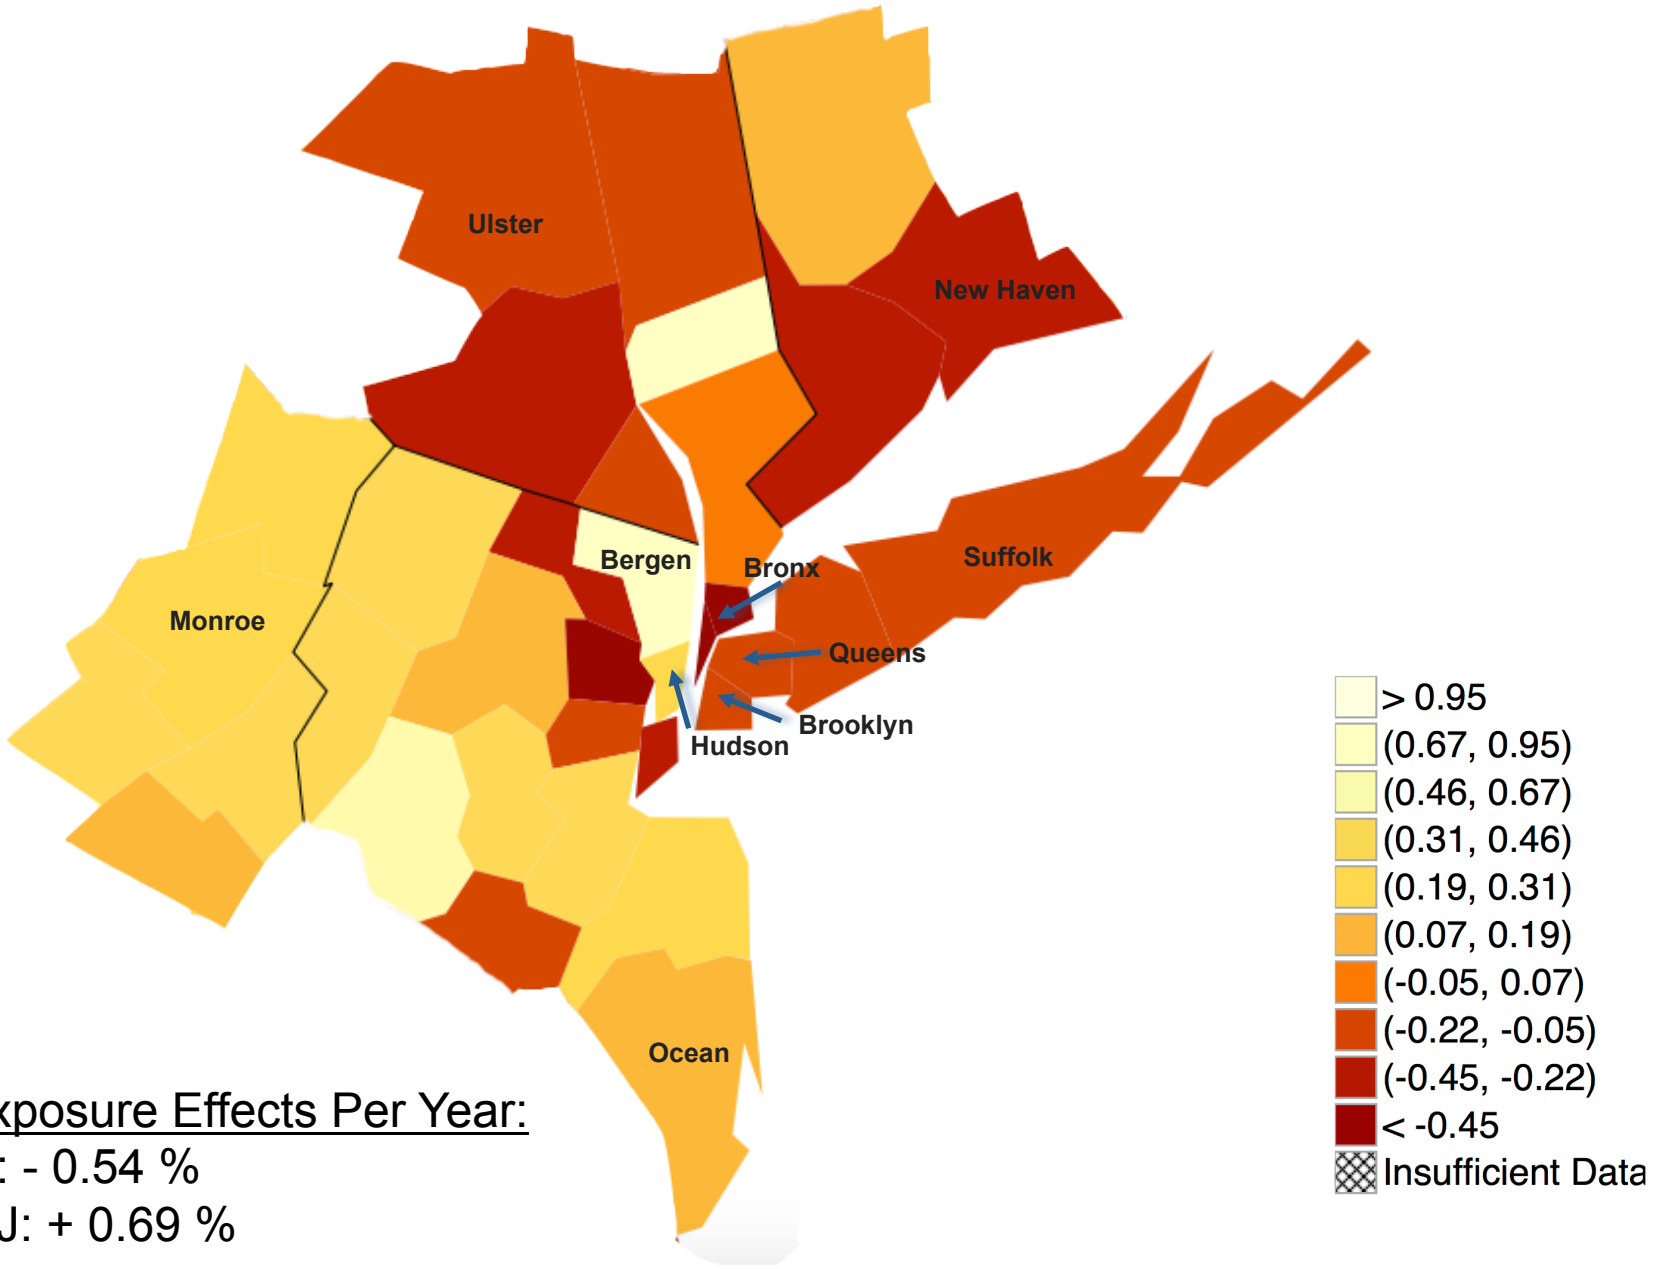 Ulster
New Haven
Bergen
Bronx
Suffolk
Monroe
Queens
Brooklyn
Hudson
> 0.95
(0.67, 0.95)
(0.46, 0.67)
(0.31, 0.46)
(0.19, 0.31)
(0.07, 0.19)
(-0.05, 0.07)
(-0.22, -0.05)
(-0.45, -0.22)
< -0.45
Insufficient Data
Ocean
xposure Effects Per Year:
: - 0.54 %
J: + 0.69 %